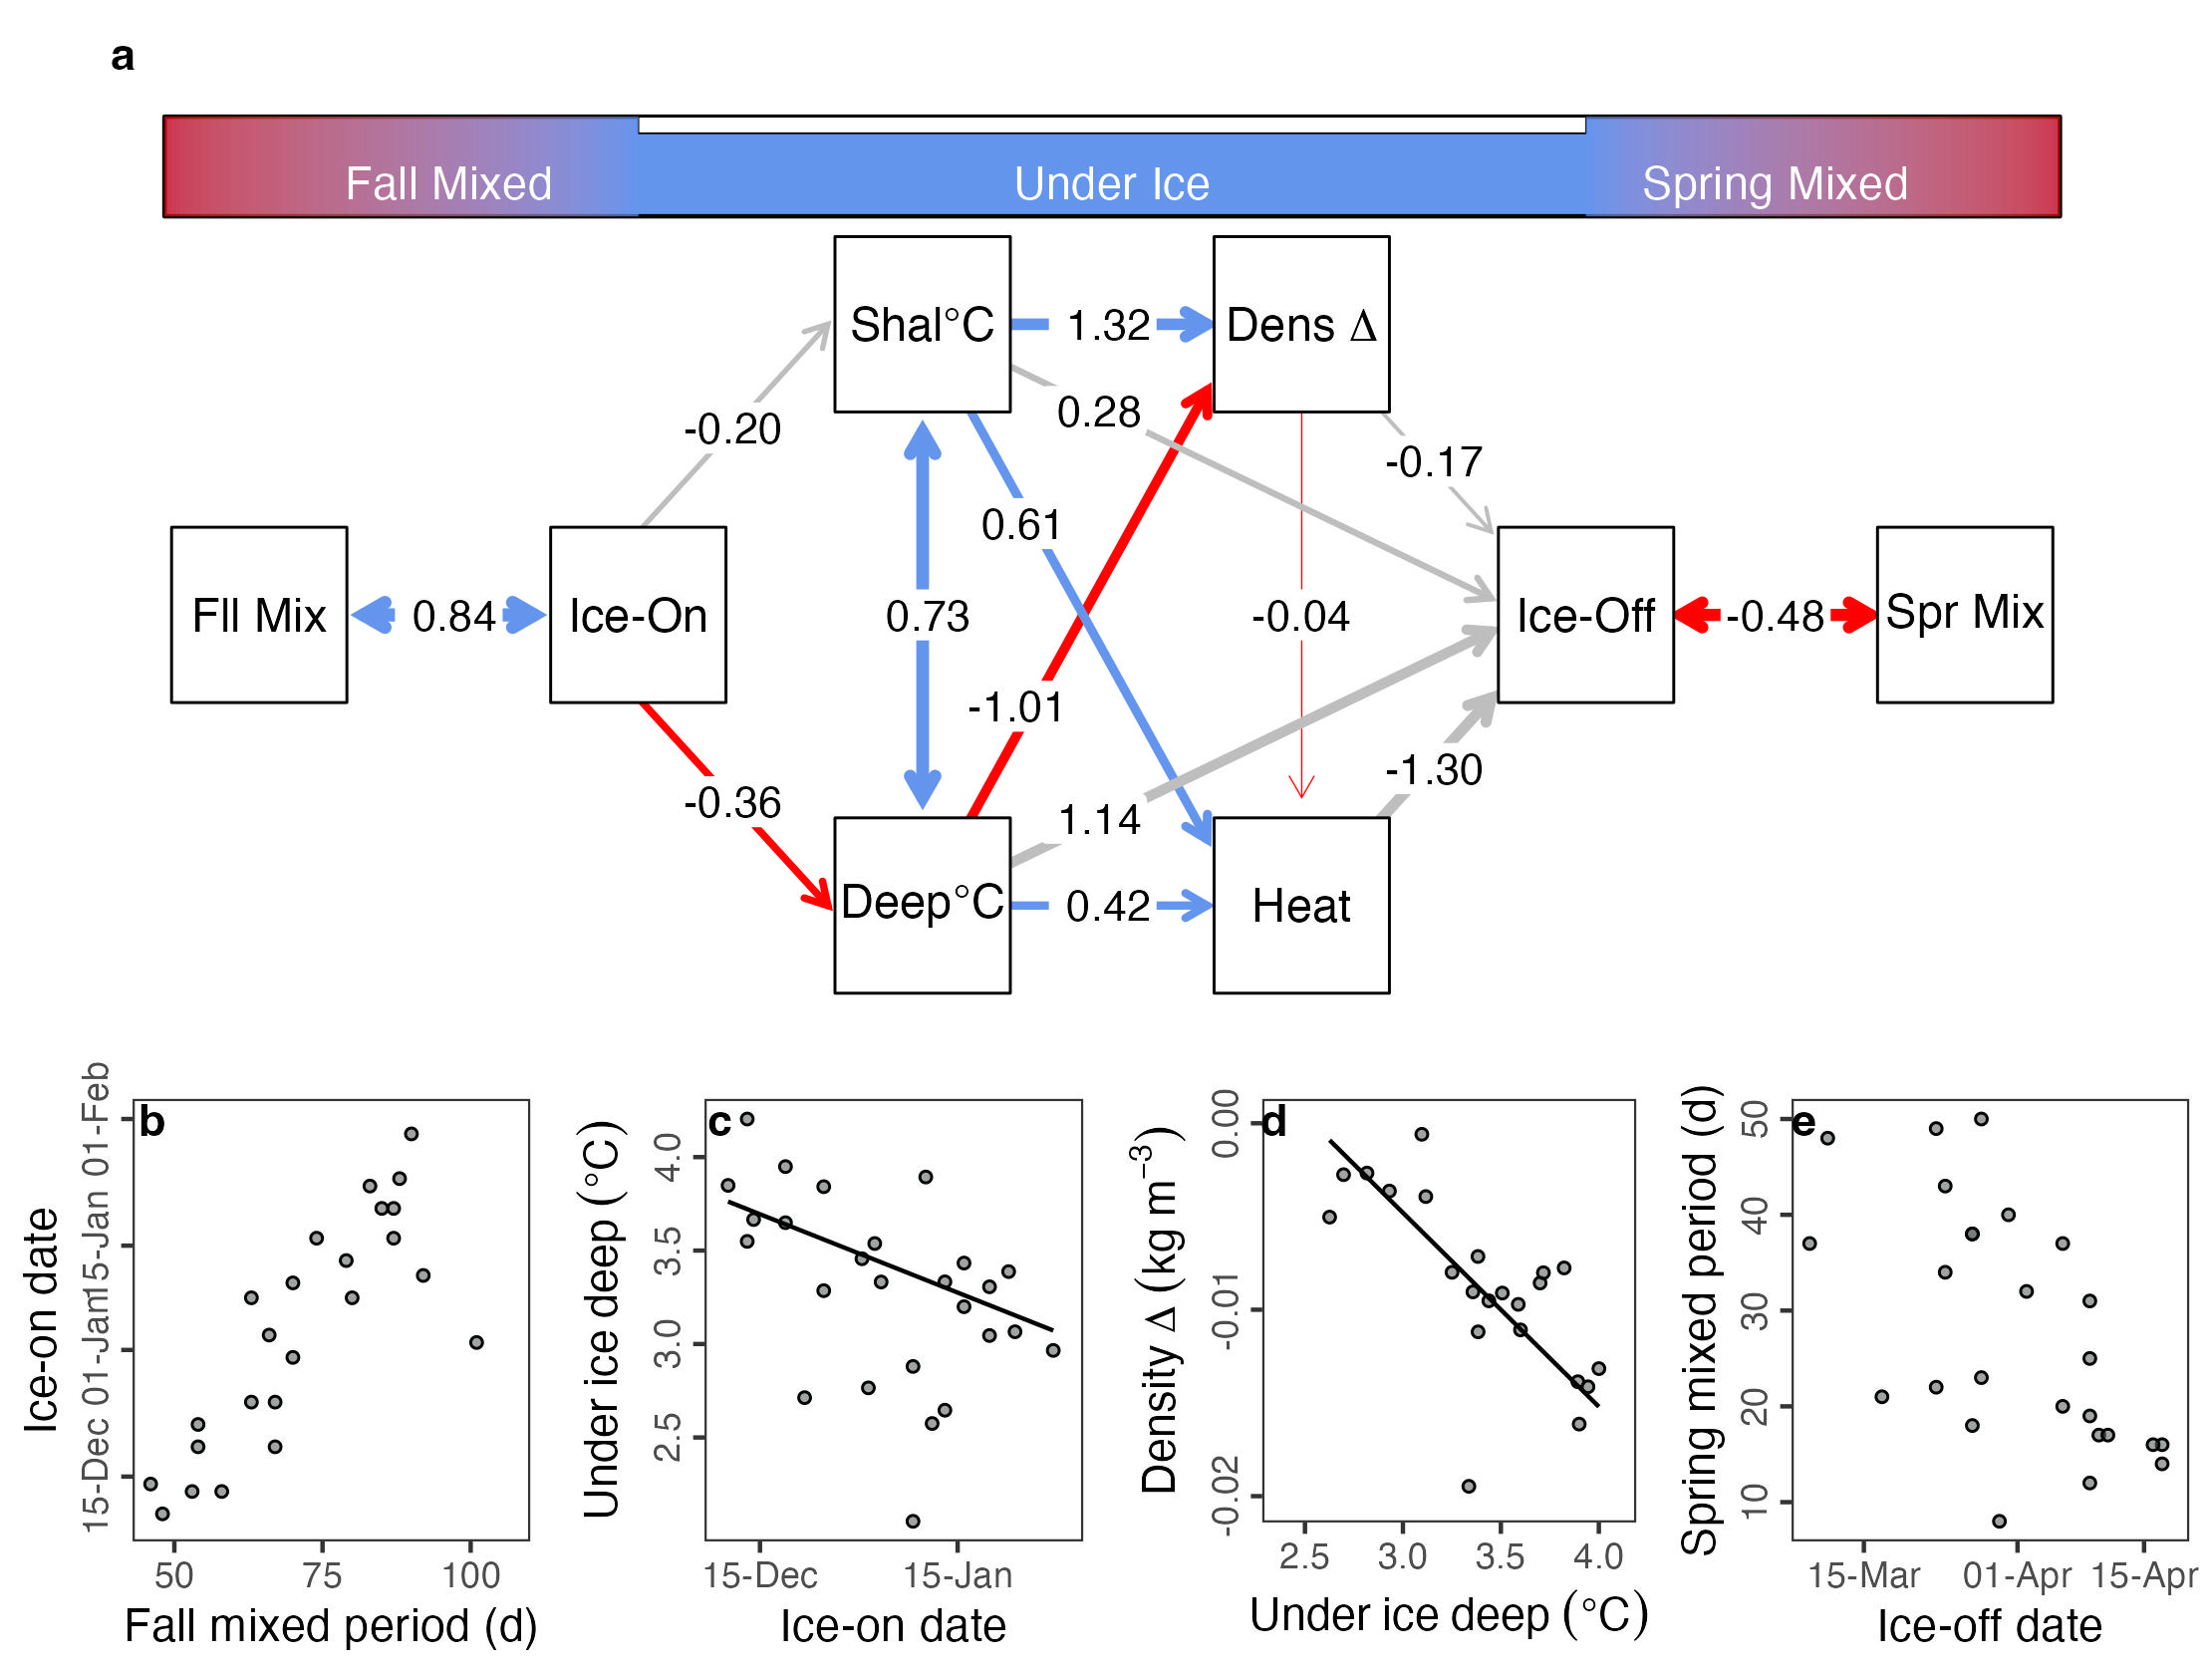 a
Fall Mixed
Under Ice
Spring Mixed
Shal°C
1.32
Dens Δ
-0.20
0.28
-0.17
0.61
Fll Mix
0.84
Ice-On
0.73
-0.04
Ice-Off
-0.48
Spr Mix
-1.01
-0.36
1.14
-1.30
Deep°C
0.42
Heat
b
Ice-on date
15-Dec
01-Jan
15-Jan
01-Feb
50
75
100
Fall mixed period (d)
c
Under ice deep (°C)
2.5
3.0
3.5
4.0
15-Dec
15-Jan
Ice-on date
d
Density Δ (kg m⁻³)
-0.02
-0.01
0.00
2.5
3.0
3.5
4.0
Under ice deep (°C)
e
Spring mixed period (d)
10
20
30
40
50
15-Mar
01-Apr
15-Apr
Ice-off date